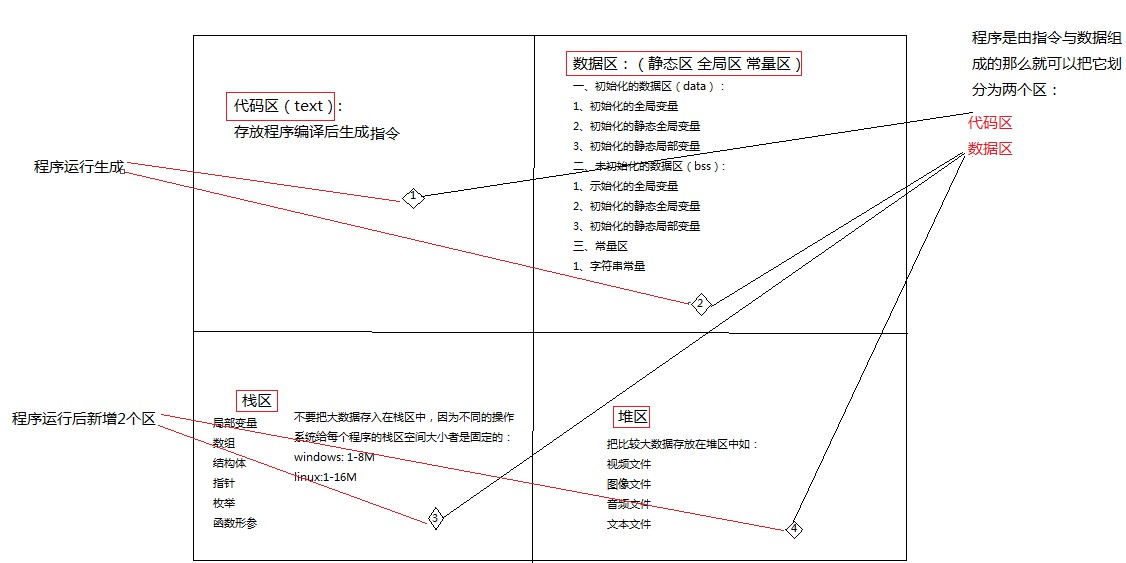 程序是由指令与数据组
成的那么就可以把它划
分为两个区：
代码区
数据区
代码区（text）：
存放程序编译后生成指令
数据区：（静态区 全局区 常量区）
一、初始化的数据区（data）：
1、初始化的全局变量
2、初始化的静态全局变量
3、初始化的静态局部变量
二、未初始化的数据区（bss）：
1、示始化的全局变量
2、初始化的静态全局变量
3、初始化的静态局部变量
三、常量区
1、字符串常量
程序运行生成
1
2
程序运行后新增2个区
栈区
局部变量
数组
结构体
指针
枚举
函数形参
不要把大数据存入在栈区中，因为不同的操作
系统给每个程序的栈区空间大小者是固定的：
windows: 1-8M
linux:1-16M
3
堆区
把比较大数据存放在堆区中如：
视频文件
图像文件
音频文件
文本文件
4